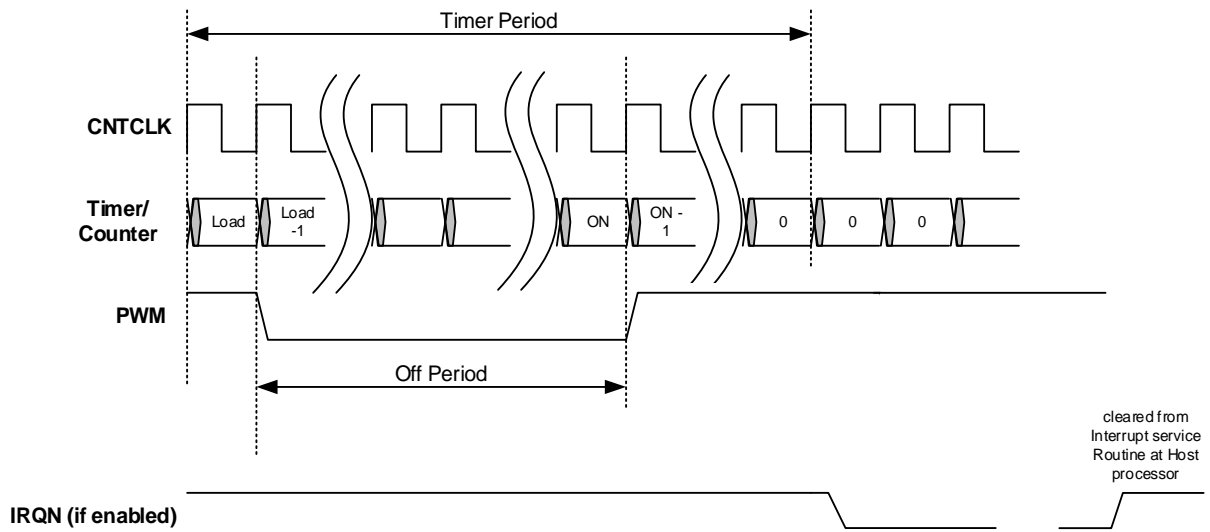 Timer Period
CNTCLK
Timer/
Counter
Load
Load
-1
ON
ON -
1
0
0
0
PWM
Off Period
cleared from
Interrupt service
Routine at Host
processor
IRQN (if enabled)